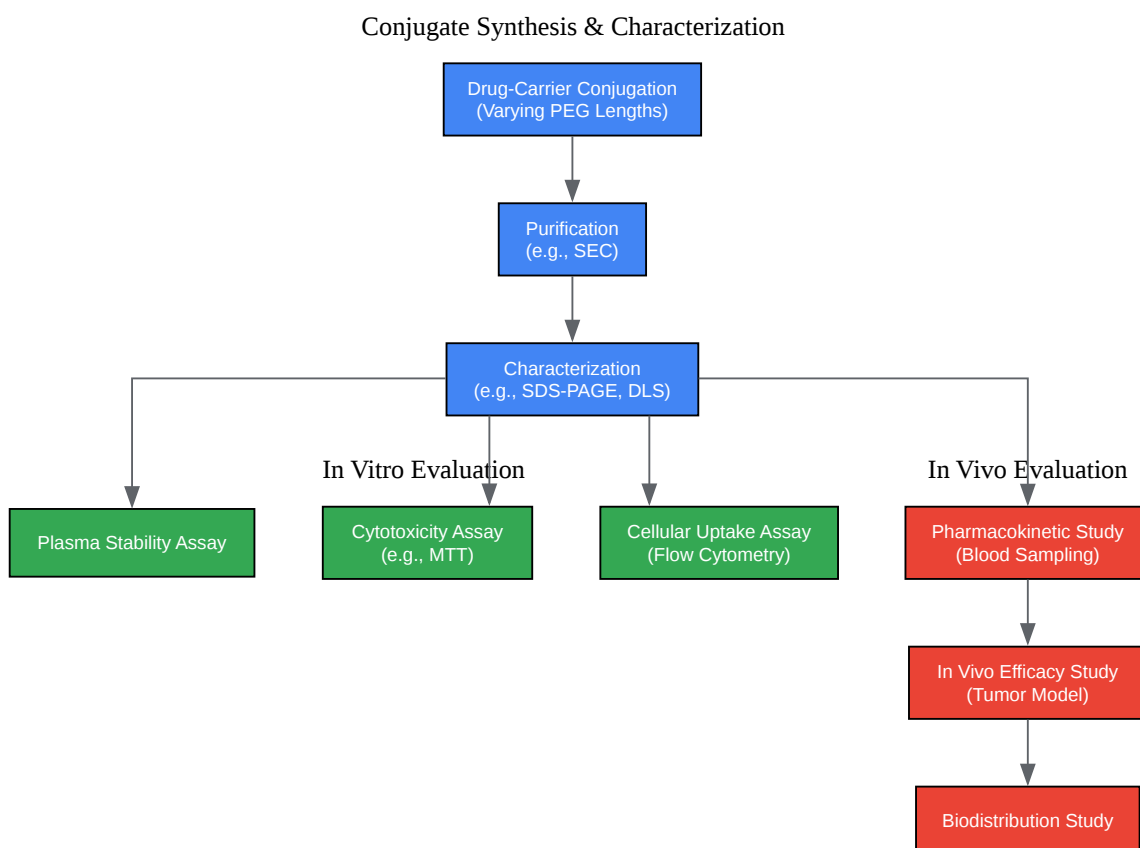 Conjugate Synthesis & Characterization
Drug-Carrier Conjugation
(Varying PEG Lengths)
Purification
(e.g., SEC)
Characterization
(e.g., SDS-PAGE, DLS)
In Vitro Evaluation
In Vivo Evaluation
Plasma Stability Assay
Cytotoxicity Assay
(e.g., MTT)
Cellular Uptake Assay
(Flow Cytometry)
Pharmacokinetic Study
(Blood Sampling)
In Vivo Efficacy Study
(Tumor Model)
Biodistribution Study